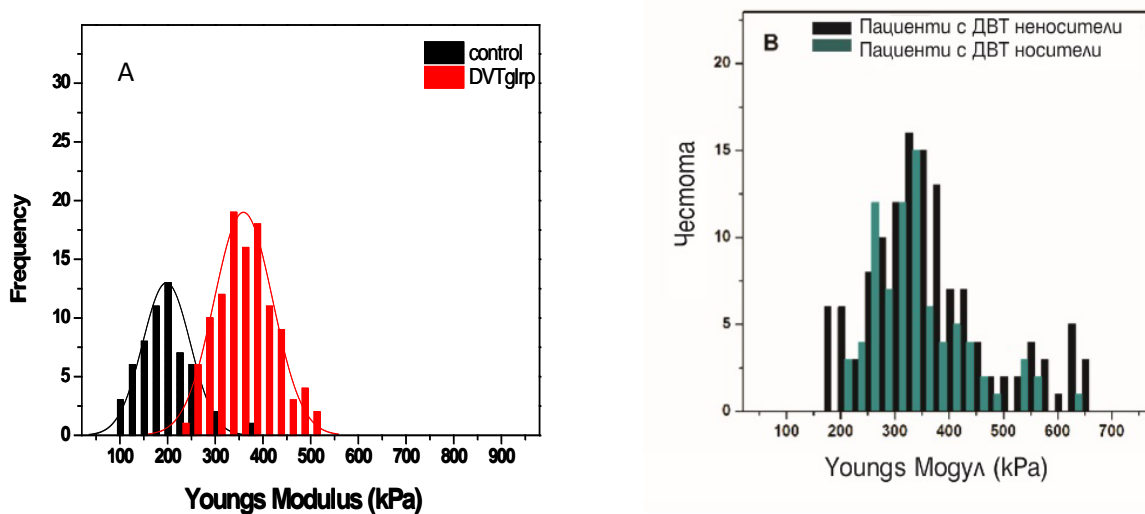 A
control
DVTglrp
30
25
20
15
10
5
0
Frequency
100 200 300 400 500 600 700 800 900
Youngs Modulus (kPa)
B
Пациенти с ДВТ неносители
Пациенти с ДВТ носители
20
15
10
5
0
Честота
100 200 300 400 500 600 700
Youngs Модул (kPa)